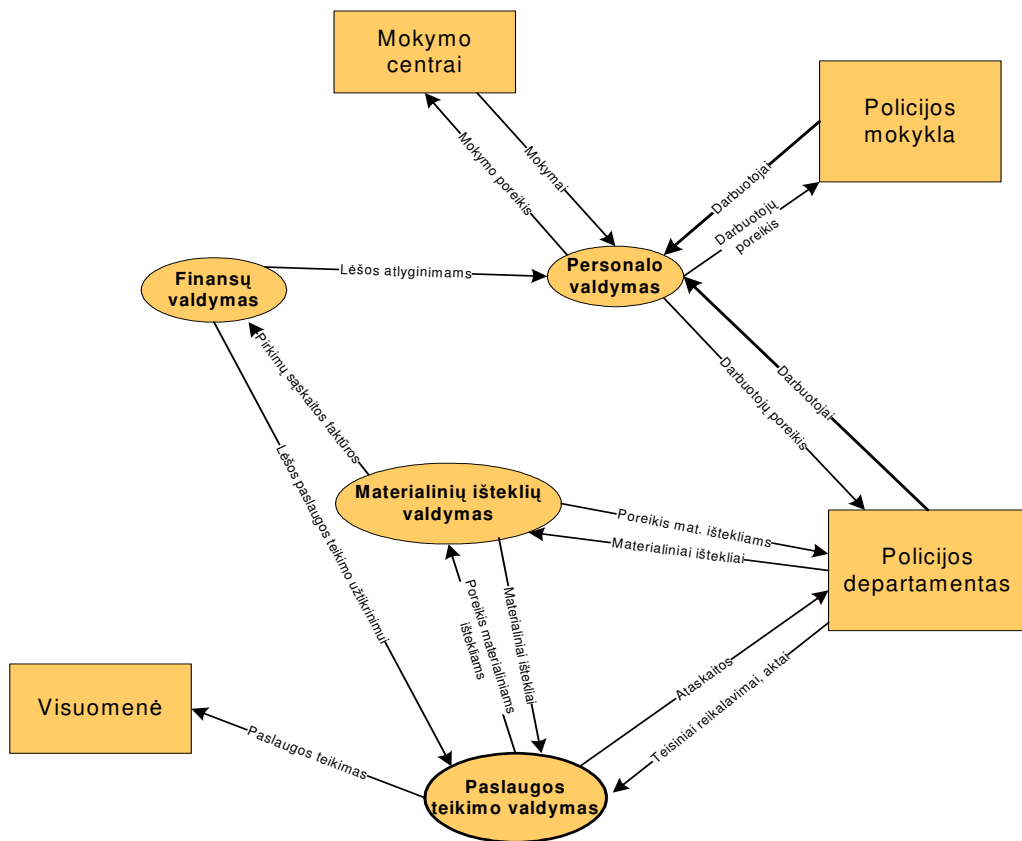 Mokymo
centrai
Policijos
mokykla
Mokymo poreikis
Mokymai
Darbuotojai
Darbuotojų
poreikis
Finansų
valdymas
Lėšos atlyginimams
Personalo
valdymas
Pirkimų sąskaitos faktūros
Darbuotojų poreikis
Darbuotojai
Lėšos paslaugos teikimo užtikrinimui
Materialinių išteklių
valdymas
Poreikis mat. ištekliams
Materialiniai ištekliai
Policijos
departamentas
Poreikis materialiniams
ištekliams
Materialiniai ištekliai
Ataskaitos
Teisiniai reikalavimai, aktai
Visuomenė
Paslaugos teikimas
Paslaugos
teikimo valdymas